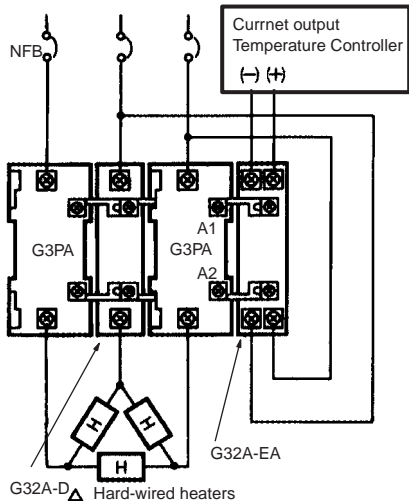 Currnet output
Temperature Controller
NFB
(−) (+)
A1
G3PA
G3PA
A2
H
H
H
G32A-EA
G32A-D△ Hard-wired heaters